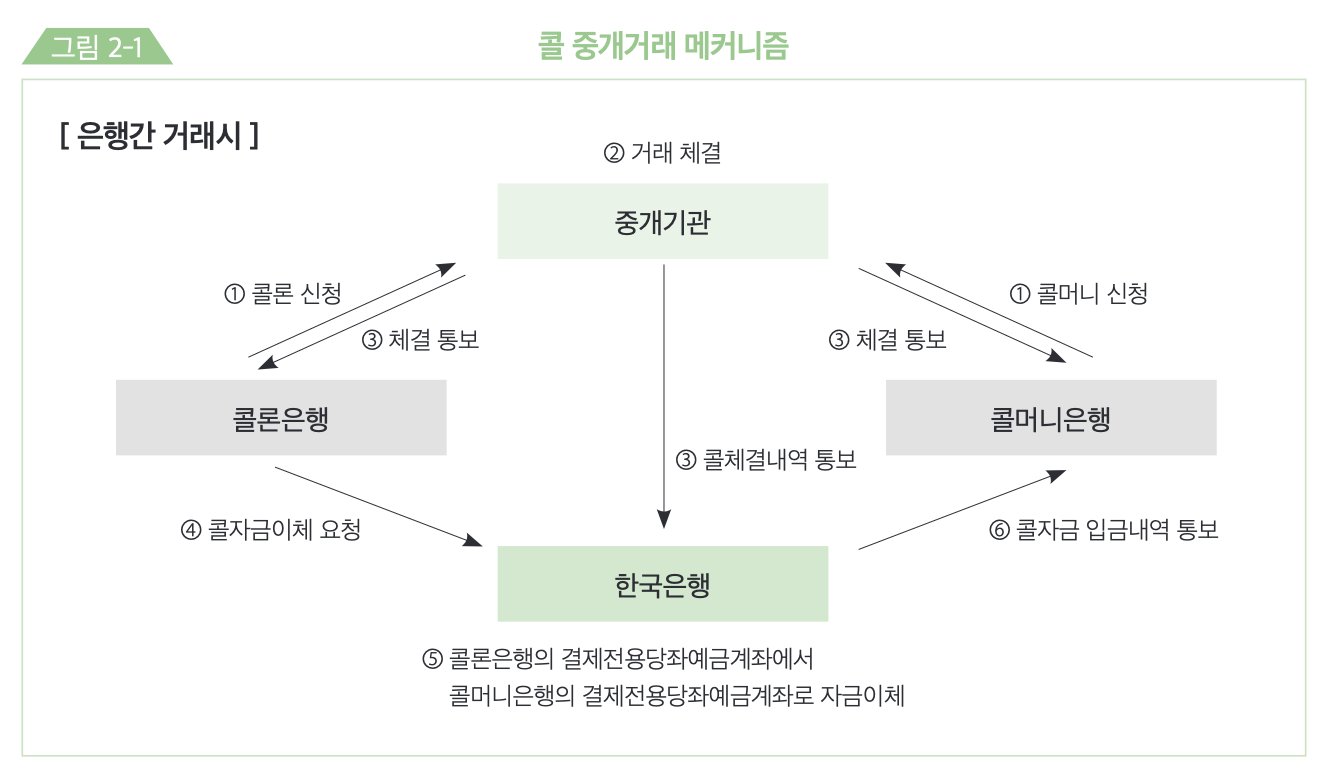 그림 2-1
콜 중개거래 메커니즘
[ 은행간 거래시 ]
② 거래 체결
중개기관
① 콜론 신청
① 콜머니 신청
③ 체결 통보
③ 체결 통보
콜론은행
콜머니은행
③ 콜체결내역 통보
④ 콜자금이체 요청
⑥ 콜자금 입금내역 통보
한국은행
⑤ 콜론은행의 결제전용당좌예금계좌에서
콜머니은행의 결제전용당좌예금계좌로 자금이체